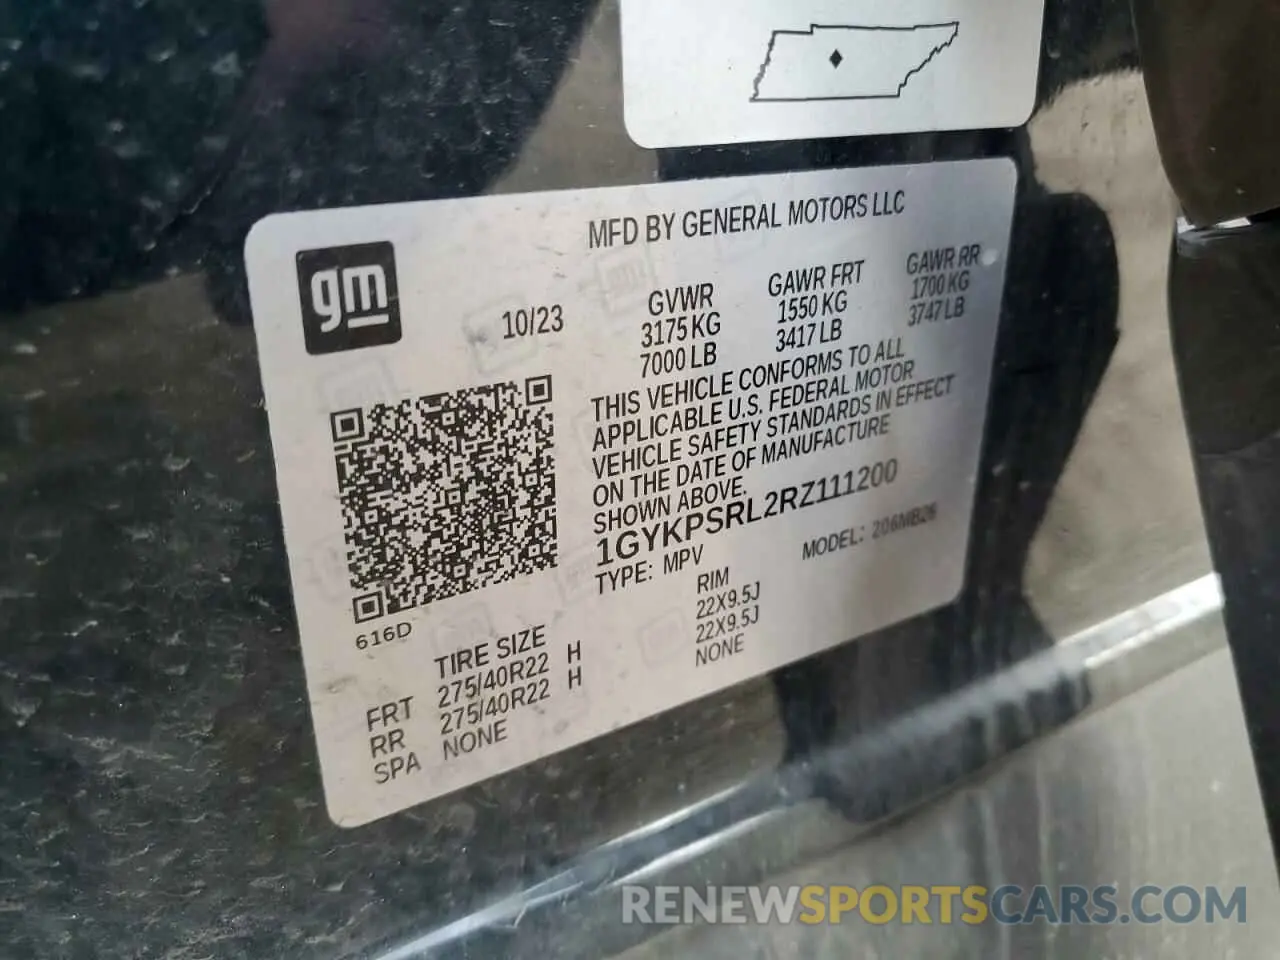 MFD BY GENERAL MOTORS LLC
gm
10/23
GVWR GAWR FRT GAWR RR
3175 KG 1550 KG 1700 KG
7000 LB 3417 LB 3747 LB
THIS VEHICLE CONFORMS TO ALL
APPLICABLE U.S. FEDERAL MOTOR
VEHICLE SAFETY STANDARDS IN EFFECT
ON THE DATE OF MANUFACTURE
SHOWN ABOVE.
1GYKPSRL2RZ111200
TYPE: MPV MODEL: 206MB26
616D
TIRE SIZE RIM
FRT 275/40R22 H 22X9.5J
RR 275/40R22 H 22X9.5J
SPA NONE NONE
RENEWSPORTSCARS.COM